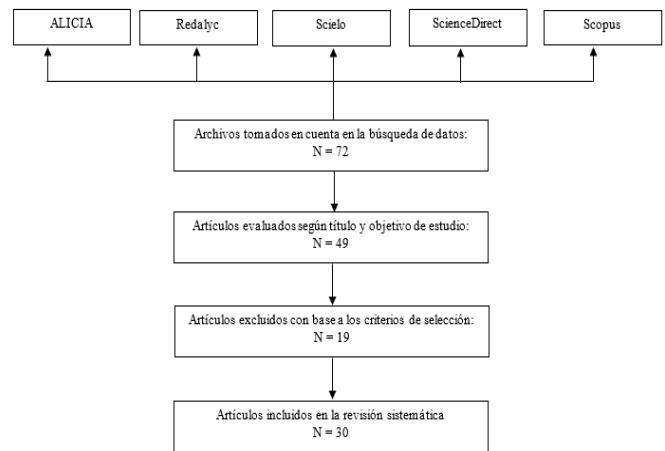 ALICIA
Redalyc
Scielo
ScienceDirect
Scopus
Archivos tomados en cuenta en la búsqueda de datos:
N = 72
Artículos evaluados según título y objetivo de estudio:
N = 49
Artículos excluidos con base a los criterios de selección:
N = 19
Artículos incluidos en la revisión sistemática
N = 30